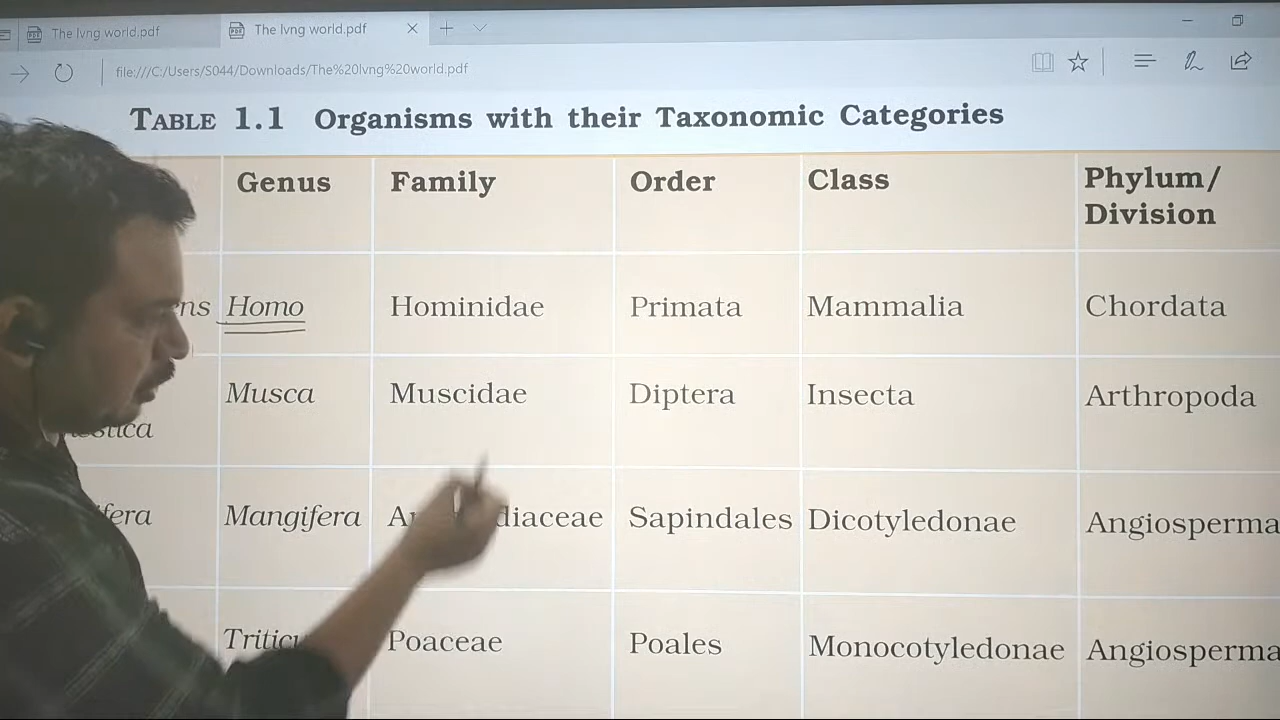 The lvng world.pdf
The lvng world.pdf
file:///C:/Users/S044/Downloads/The%20lvng%20world.pdf
TABLE 1.1 Organisms with their Taxonomic Categories
Genus Family Order Class Phylum/
Division
Homo Hominidae Primata Mammalia Chordata
Musca Muscidae Diptera Insecta Arthropoda
Mangifera Sapindales Dicotyledonae Angiosperma
Poaceae Poales Monocotyledonae Angiosperma